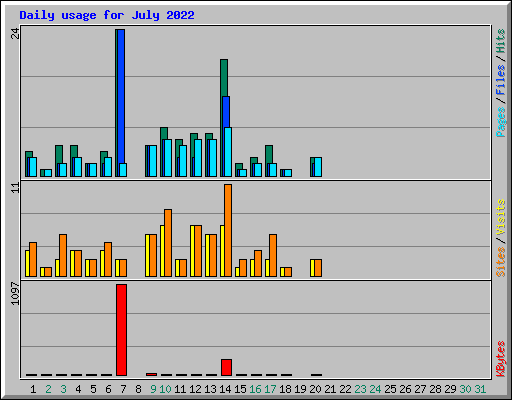 Daily usage for July 2022
24
Pages / Files / Hits
11
Sites / Visits
1097
KBytes
1 2 3 4 5 6 7 8 9 10 11 12 13 14 15 16 17 18 19 20 21 22 23 24 25 26 27 28 29 30 31